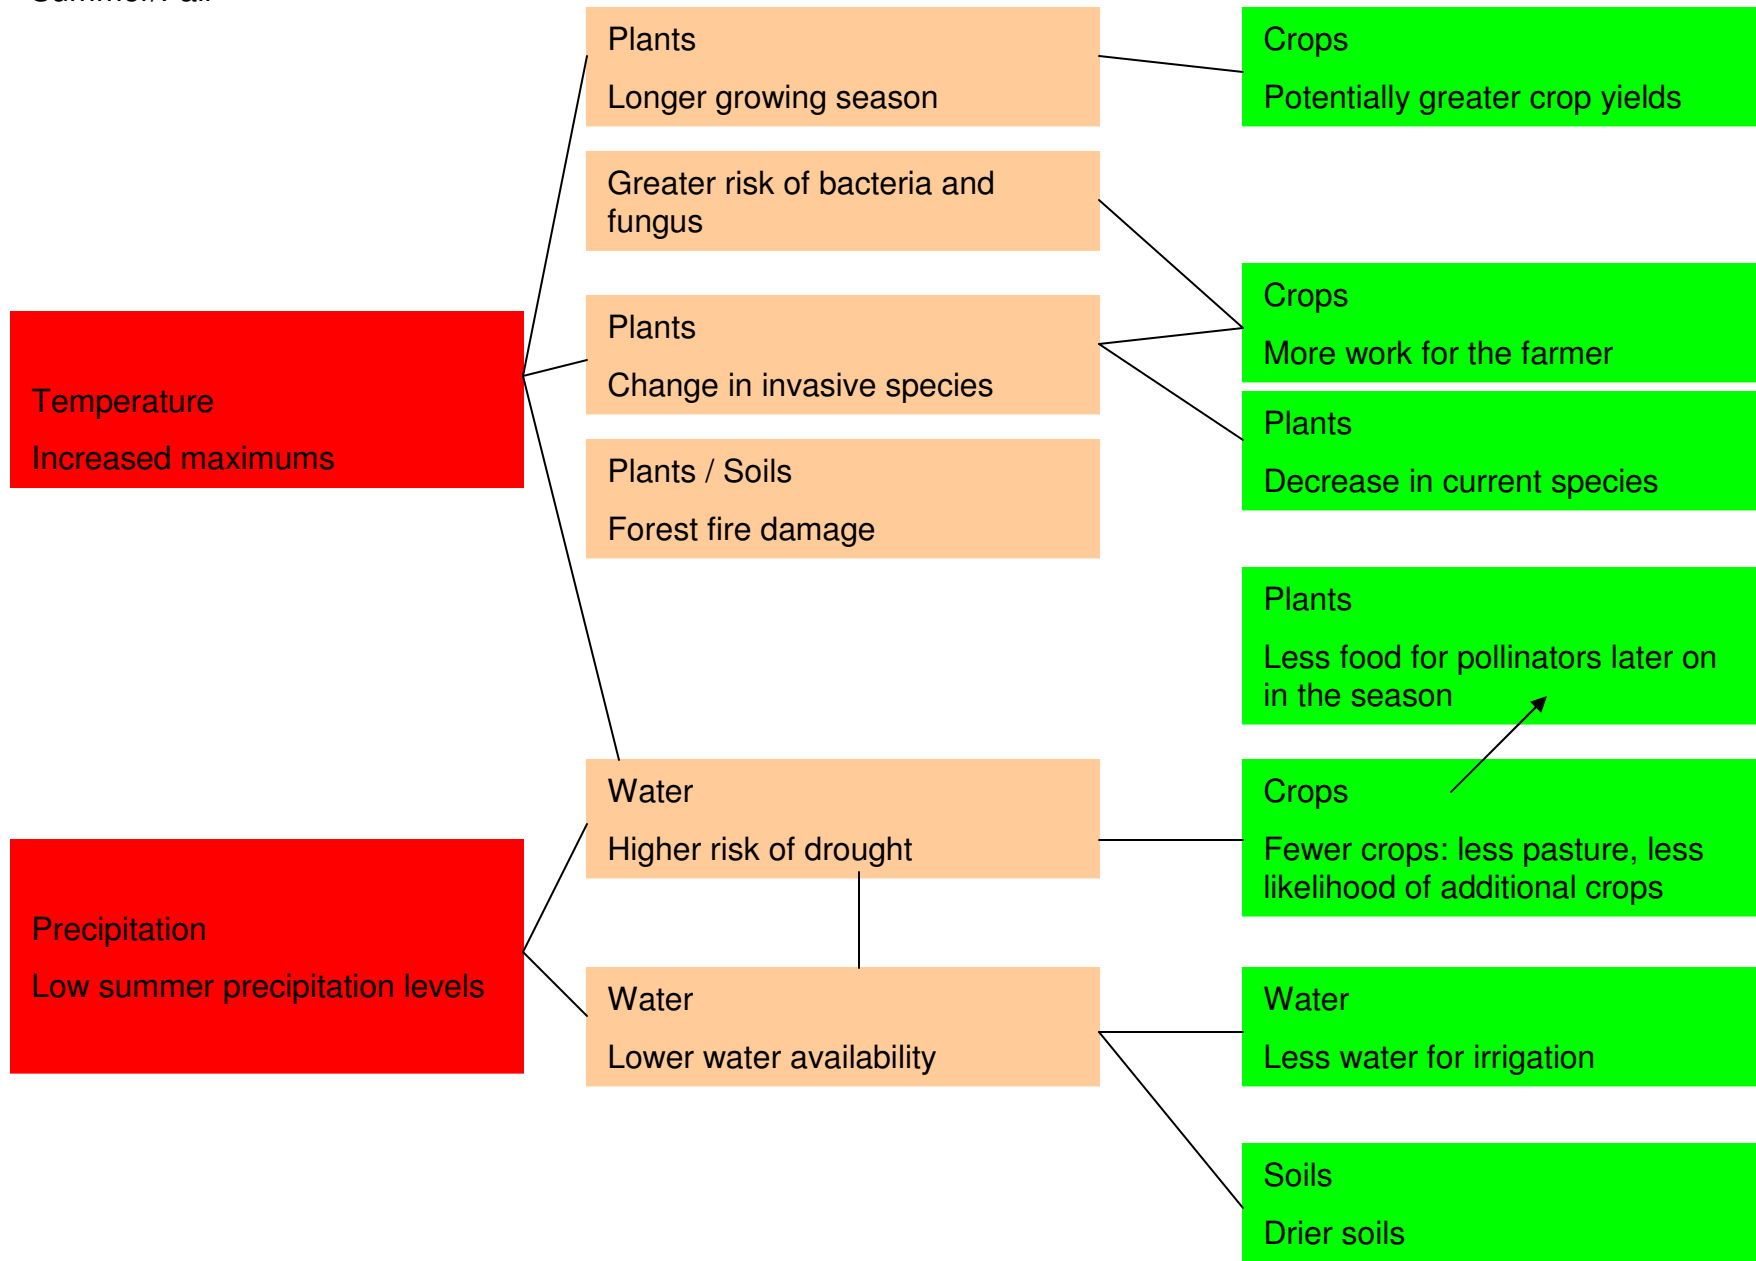 Plants
Longer growing season
Crops
Potentially greater crop yields
Greater risk of bacteria and
fungus
Crops
More work for the farmer
Plants
Change in invasive species
Temperature
Increased maximums
Plants
Decrease in current species
Plants / Soils
Forest fire damage
Plants
Less food for pollinators later on
in the season
Water
Higher risk of drought
Crops
Fewer crops: less pasture, less
likelihood of additional crops
Precipitation
Low summer precipitation levels
Water
Lower water availability
Water
Less water for irrigation
Soils
Drier soils